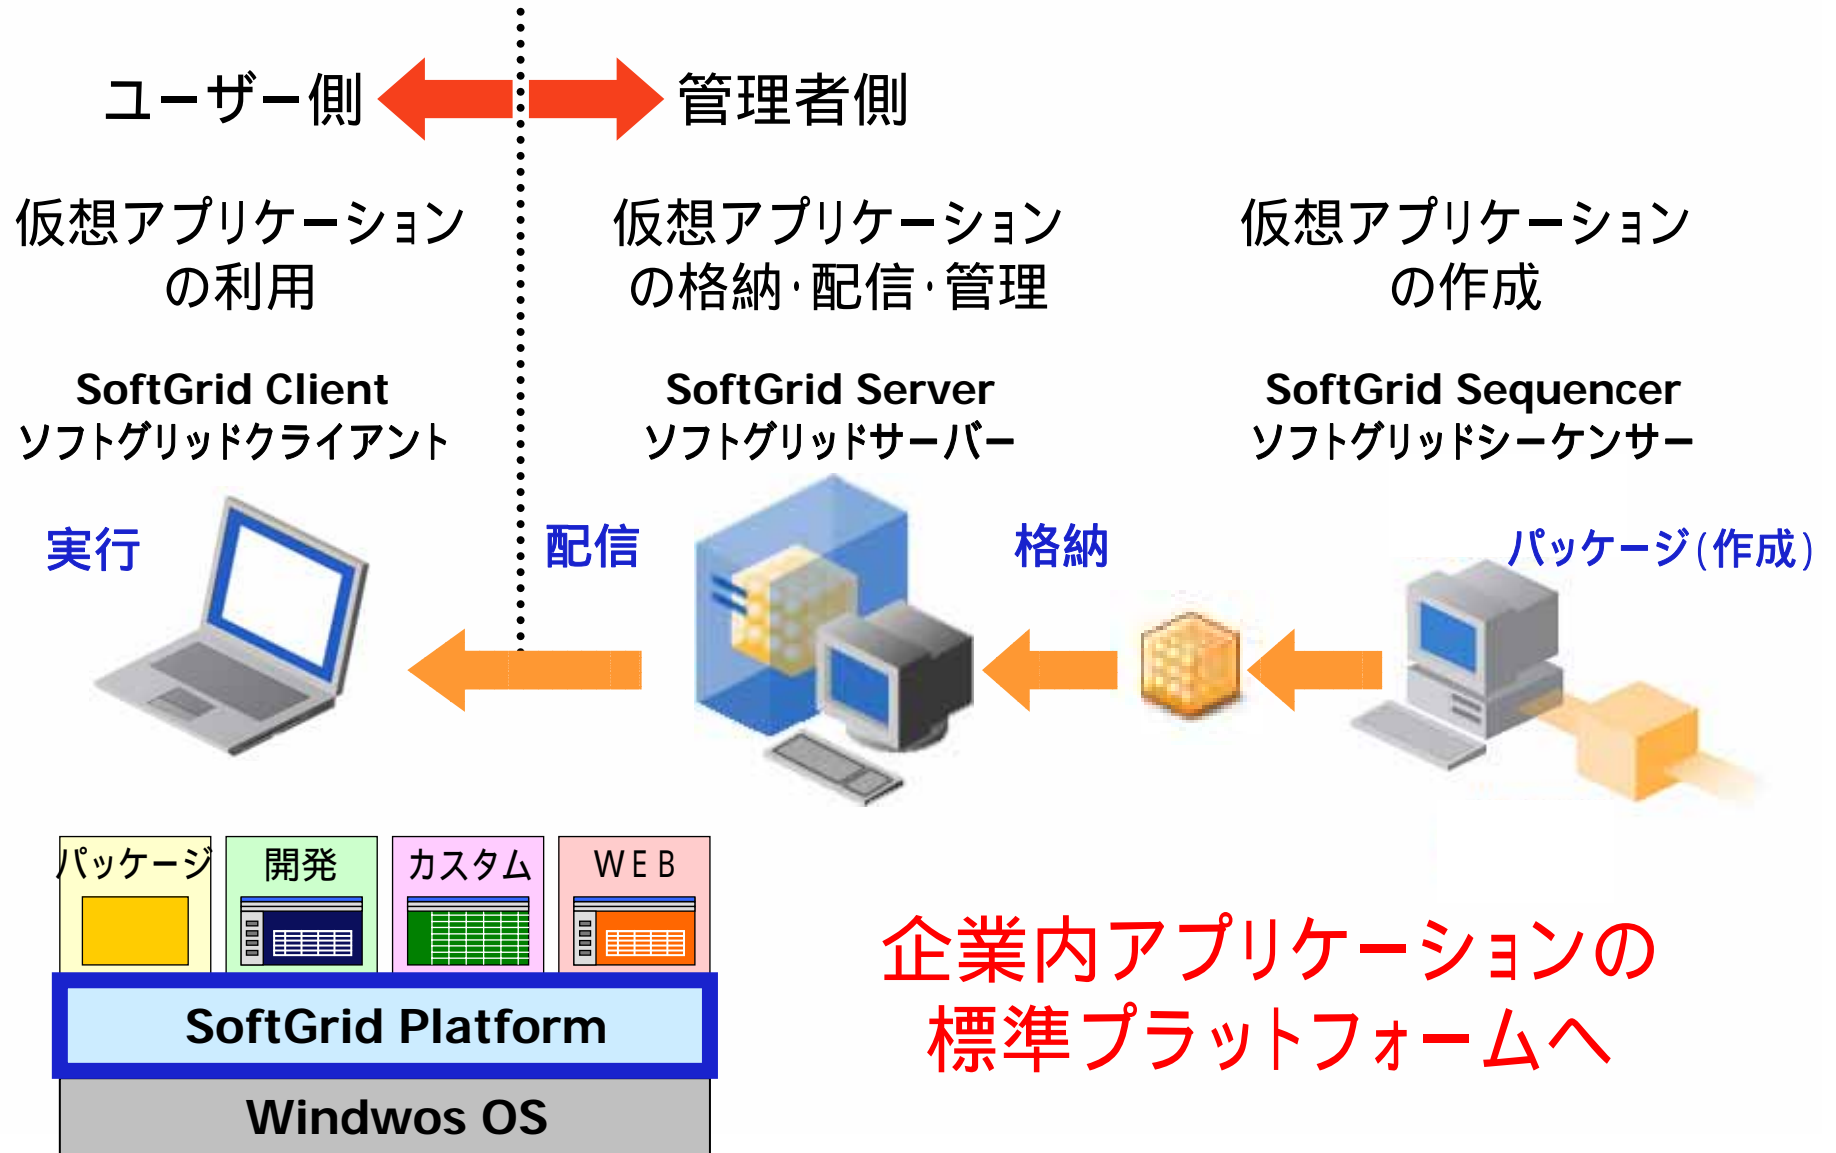 ユーザー側
管理者側
仮想アプリケーション
の利用
仮想アプリケーション
の格納・配信・管理
仮想アプリケーション
の作成
SoftGrid Client
ソフトグリッドクライアント
SoftGrid Server
ソフトグリッドサーバー
SoftGrid Sequencer
ソフトグリッドシーケンサー
実行
配信
格納
パッケージ(作成)
パッケージ
開発
カスタム
ＷＥＢ
SoftGrid Platform
Windwos OS
企業内アプリケーションの
標準プラットフォームへ